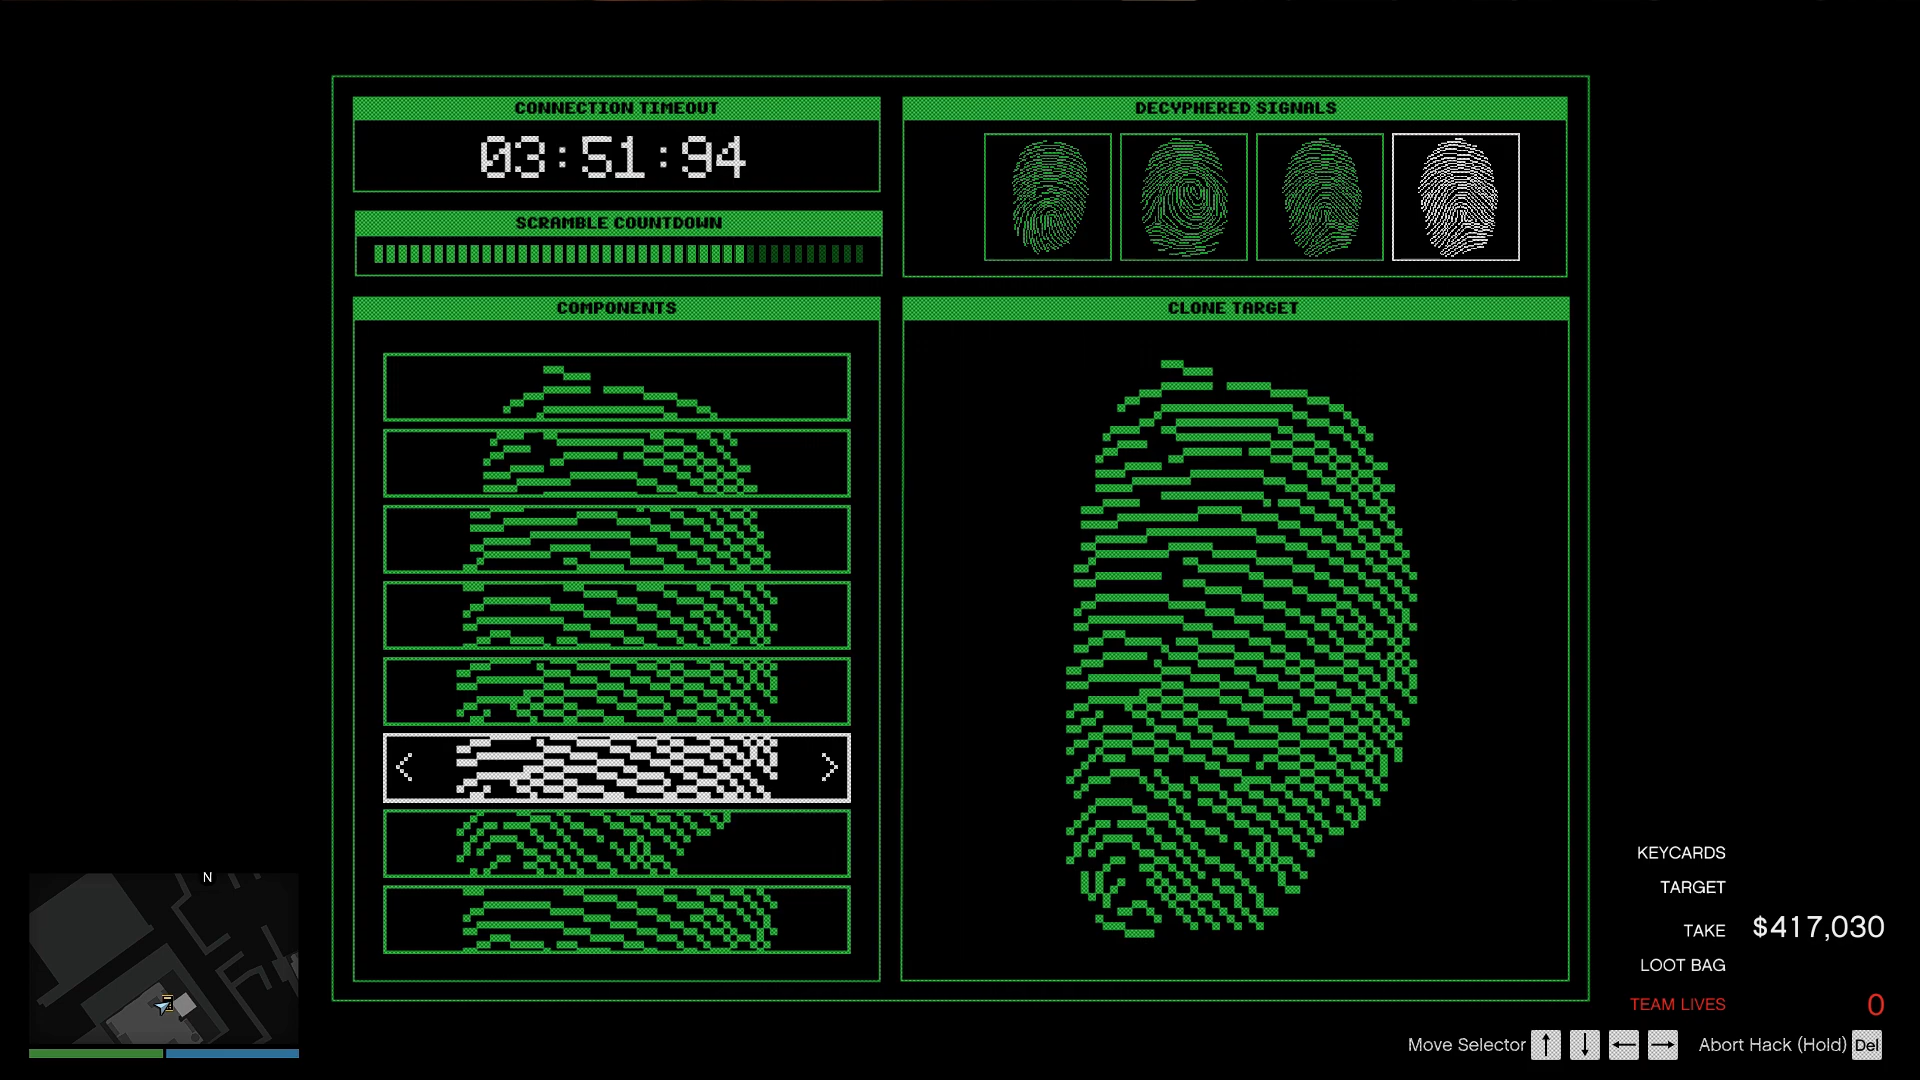 CONNECTION TIMEOUT
03:51:94
SCRAMBLE COUNTDOWN
DECYPHERED SIGNALS
COMPONENTS
CLONE TARGET
N
KEYCARDS
TARGET
TAKE $417,030
LOOT BAG
TEAM LIVES 0
Move Selector ↑ ↓ ← → Abort Hack (Hold) Del